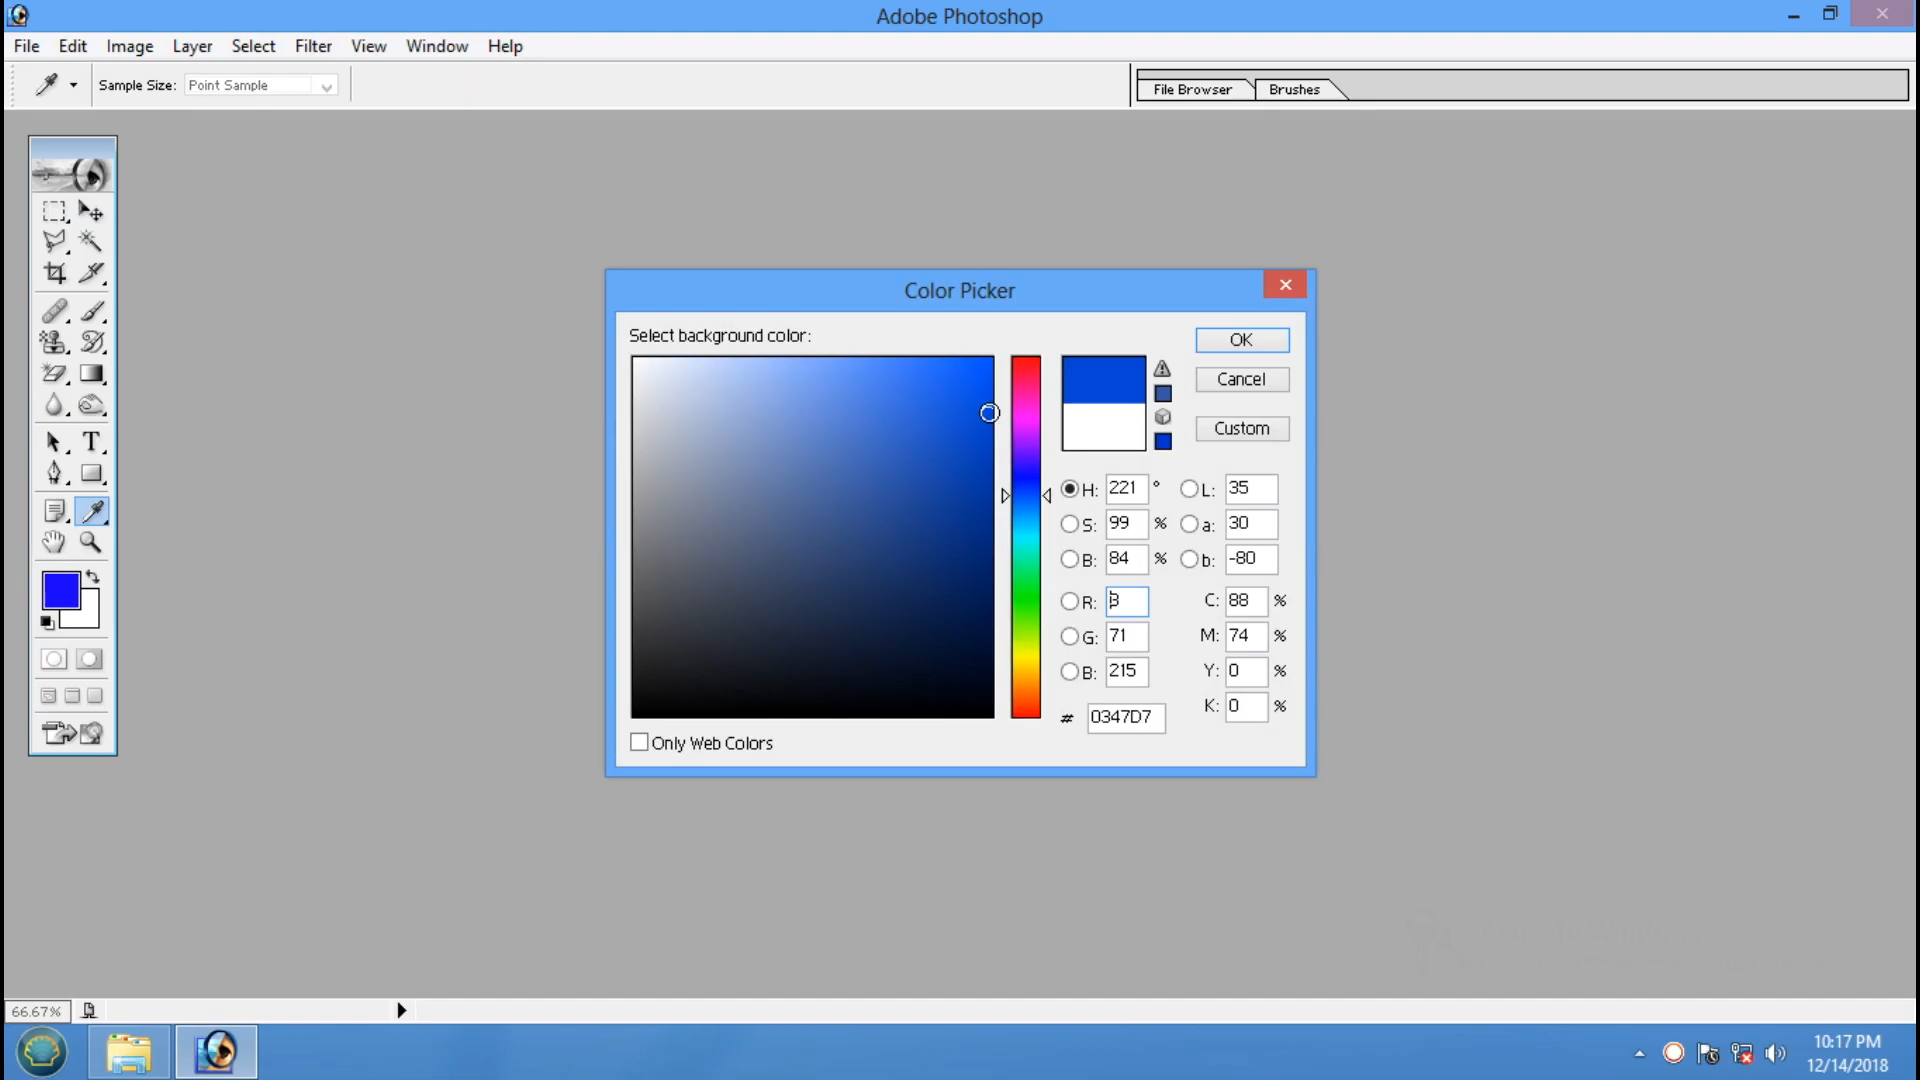 Adobe Photoshop
File Edit Image Layer Select Filter View Window Help
Sample Size: Point Sample
File Browser Brushes
Color Picker
Select background color:
OK
Cancel
Custom
H: 221 ° L: 35
S: 99 % a: 30
B: 84 % b: -80
R: 3 C: 88 %
G: 71 M: 74 %
B: 215 Y: 0 %
K: 0 %
# 0347D7
Only Web Colors
T
66.67%
10:17 PM
12/14/2018